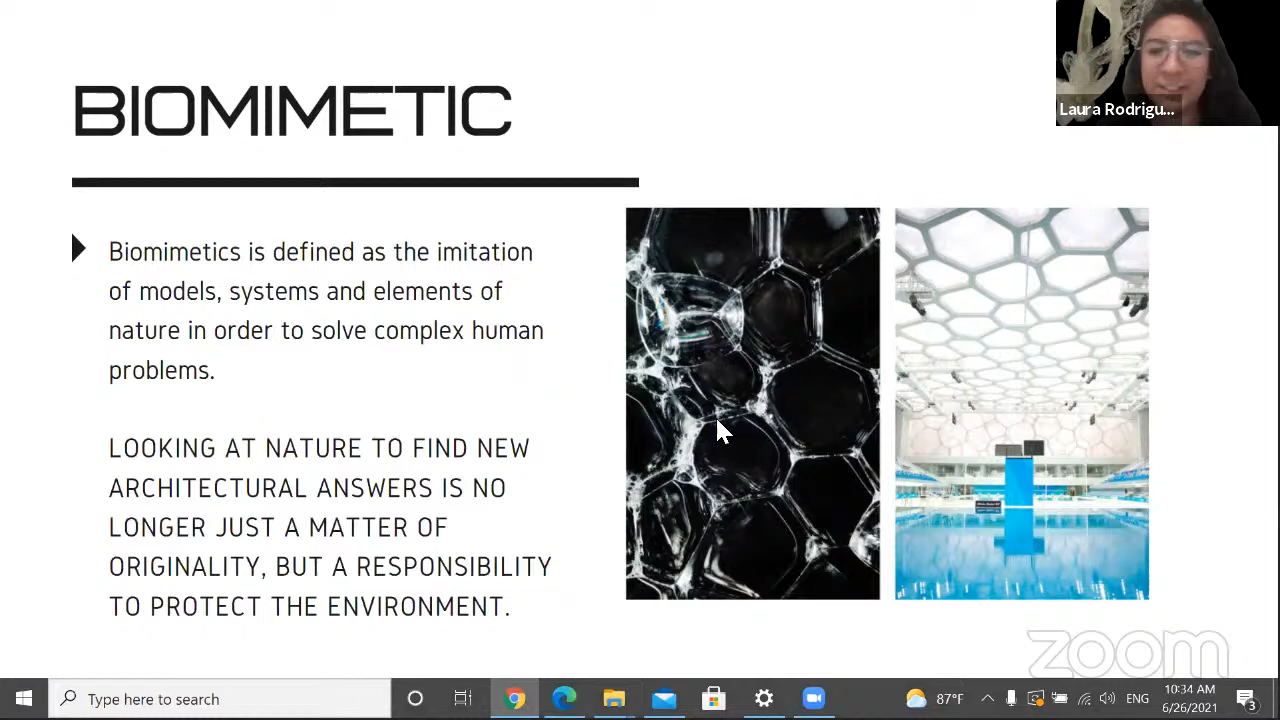 BIOMIMETIC
Laura Rodrigu...
Biomimetics is defined as the imitation
of models, systems and elements of
nature in order to solve complex human
problems.
LOOKING AT NATURE TO FIND NEW
ARCHITECTURAL ANSWERS IS NO
LONGER JUST A MATTER OF
ORIGINALITY, BUT A RESPONSIBILITY
TO PROTECT THE ENVIRONMENT.
zoom
Type here to search
87°F
ENG
10:34 AM
6/26/2021
3